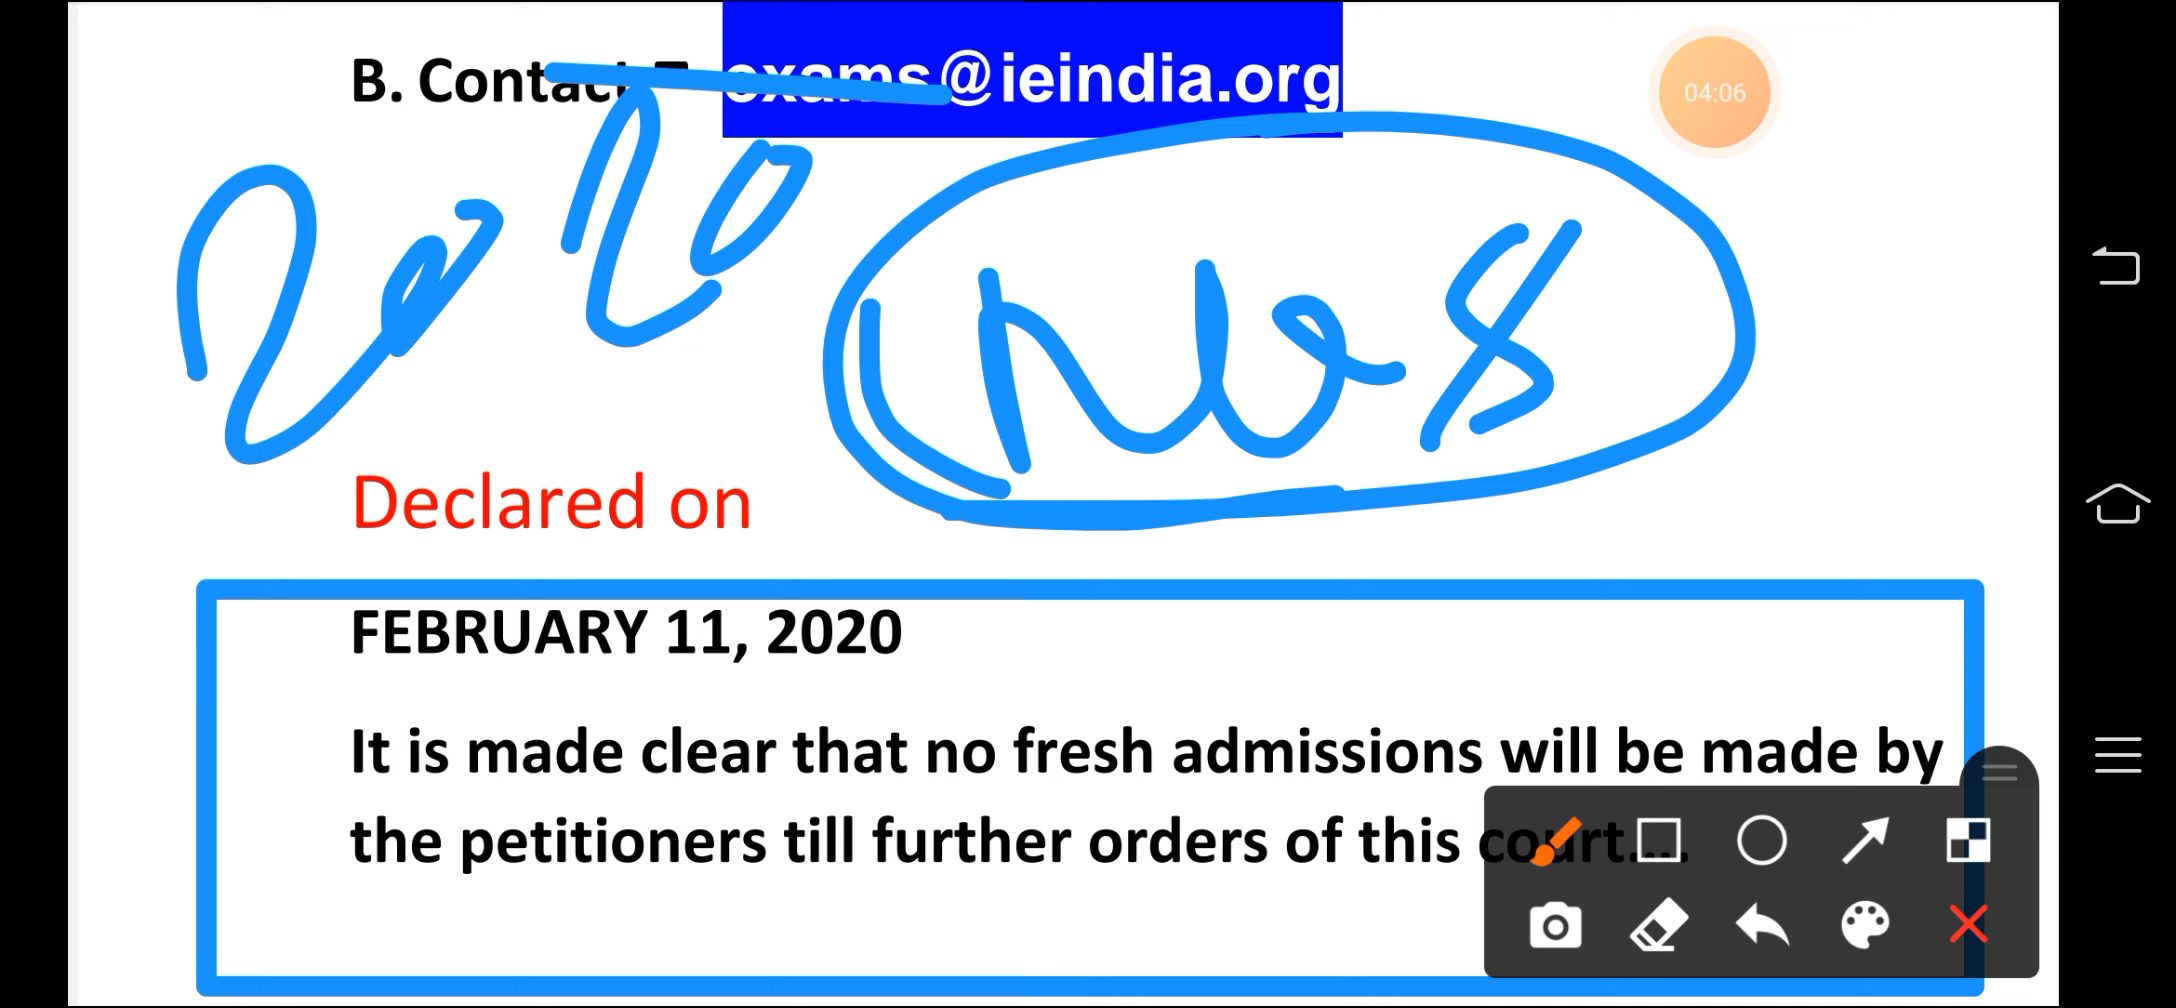 B. Contact exams@ieindia.org
04:06
2020
Declared on
FEBRUARY 11, 2020
It is made clear that no fresh admissions will be made by
the petitioners till further orders of this court....